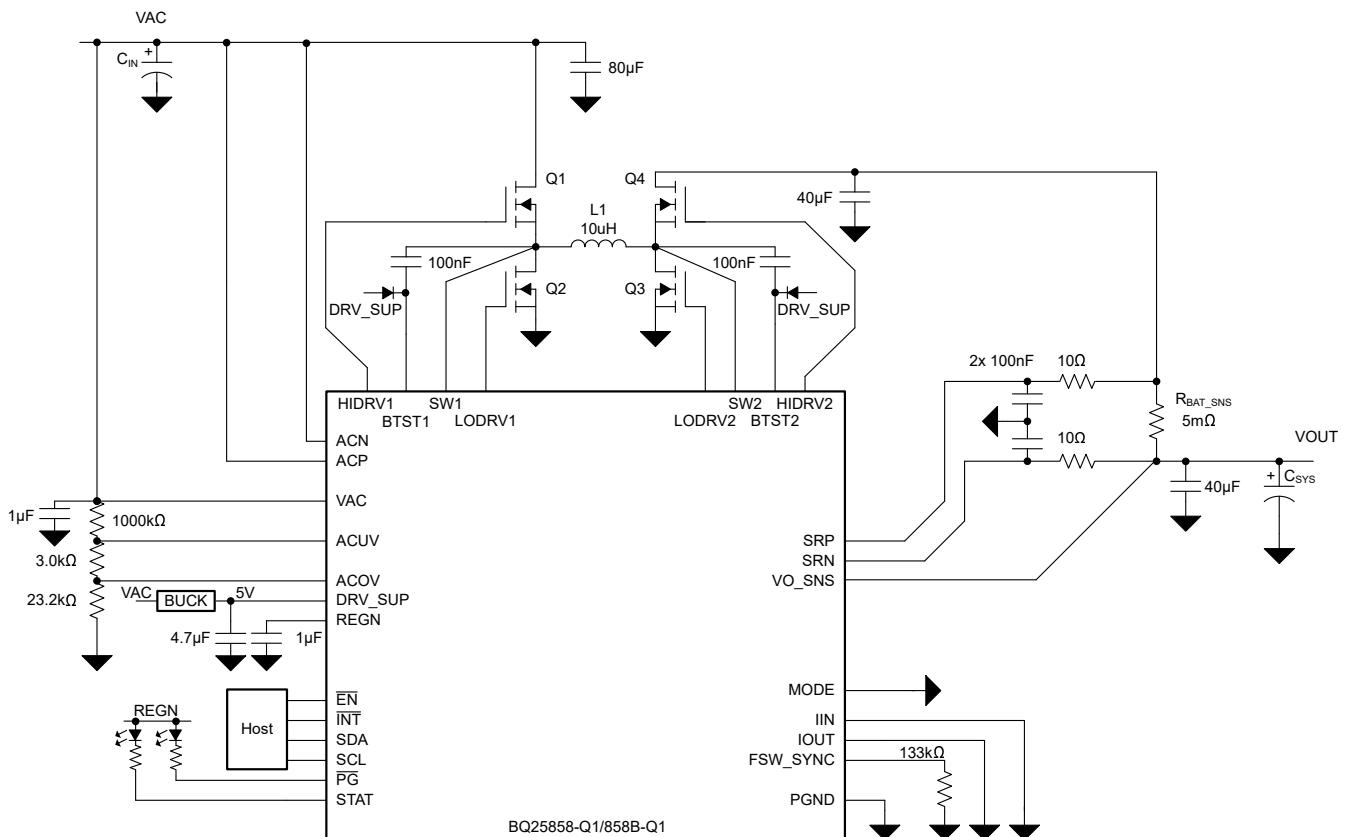 VAC
C_IN
+
80µF
Q1
Q4
40µF
L1
10uH
100nF
100nF
Q2
Q3
DRV_SUP
DRV_SUP
2x 100nF
10Ω
HIDRV1
BTST1
SW1
LODRV1
LODRV2
SW2
BTST2
HIDRV2
R_BAT_SNS
5mΩ
10Ω
VOUT
ACN
ACP
VAC
1µF
1000kΩ
40µF
+
C_SYS
ACUV
SRP
3.0kΩ
SRN
ACOV
VO_SNS
23.2kΩ
VAC
BUCK
5V
DRV_SUP
REGN
4.7µF
1µF
MODE
EN
REGN
Host
INT
IIN
SDA
IOUT
SCL
FSW_SYNC
133kΩ
PG
STAT
PGND
BQ25858-Q1/858B-Q1